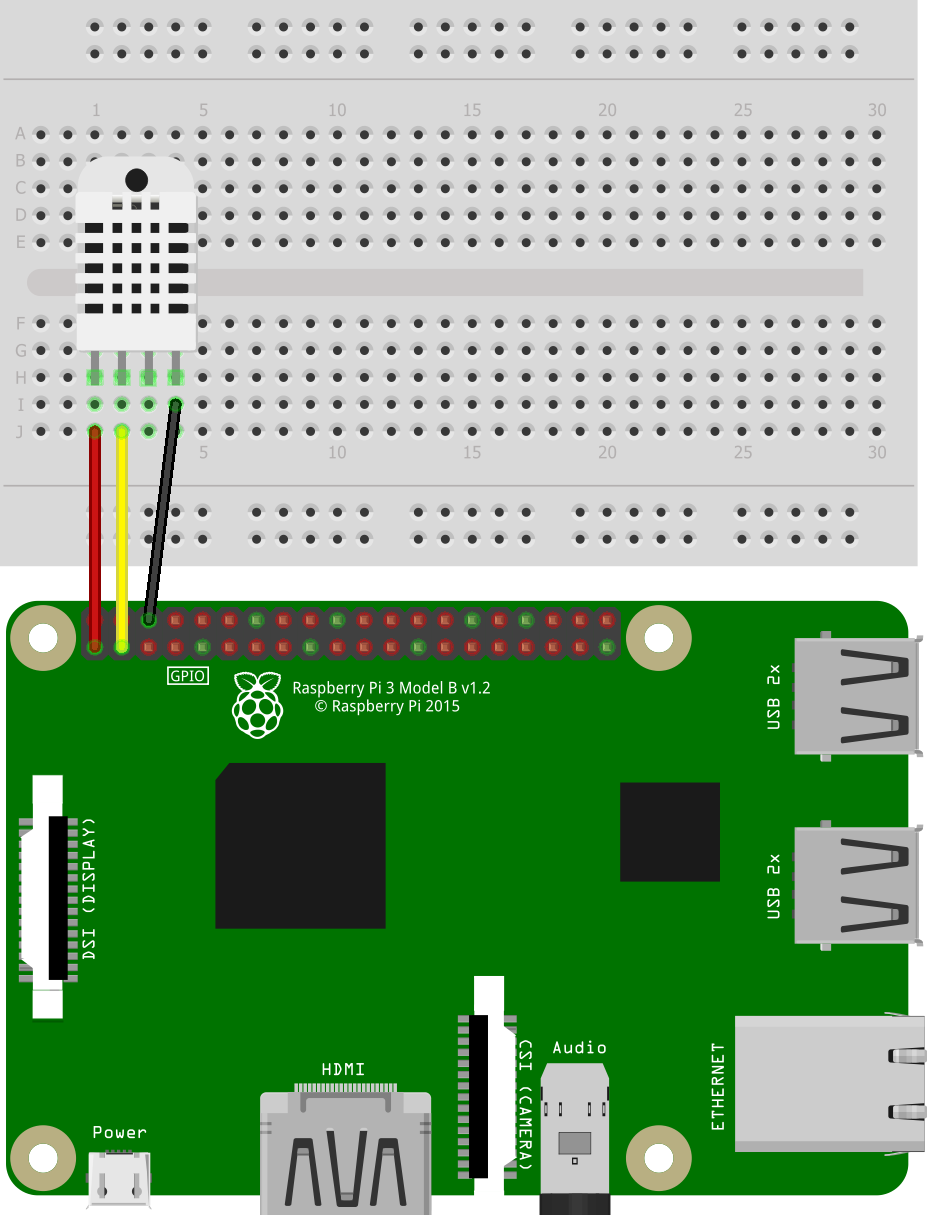 1 5 10 15 20 25 30
A
B
C
D
E
F
G
H
I
J
5 10 15 20 25 30
GPIO
Raspberry Pi 3 Model B v1.2
© Raspberry Pi 2015
USB 2x
DSI (DISPLAY)
USB 2x
CSI (CAMERA)
Audio
ETHERNET
HDMI
Power